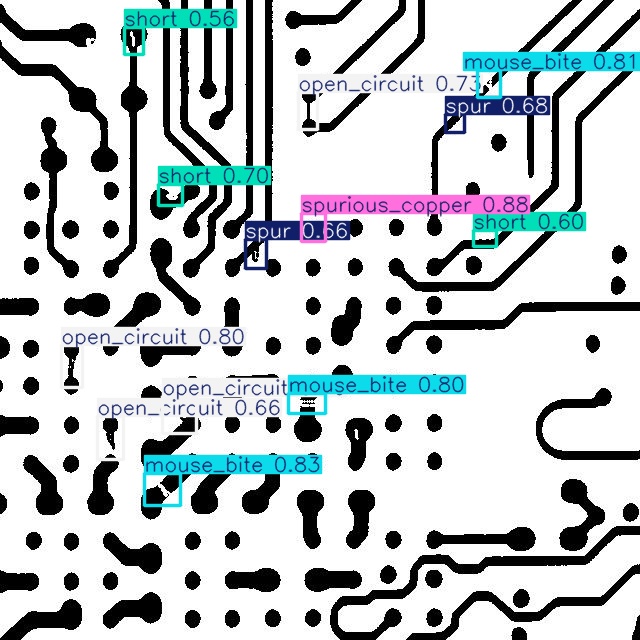 short 0.56
mouse_bite 0.81
open_circuit 0.73
spur 0.68
short 0.70
spurious_copper 0.88
short 0.60
spur 0.66
open_circuit 0.80
open_circuit
mouse_bite 0.80
open_circuit 0.66
mouse_bite 0.83